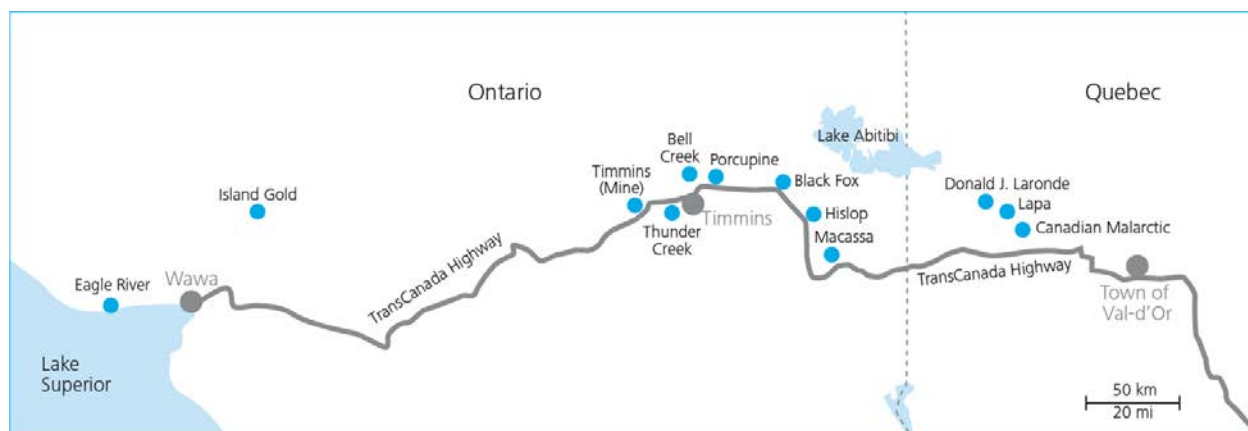 Ontario
Quebec
Lake Abitibi
Bell
Creek
Porcupine
Timmins
(Mine)
Black Fox
Donald J. Laronde
Island Gold
Lapa
Hislop
Timmins
Canadian Malarctic
Thunder
Creek
Macassa
TransCanada Highway
TransCanada Highway
Wawa
Eagle River
Town of
Val-d'Or
Lake
Superior
50 km
20 mi